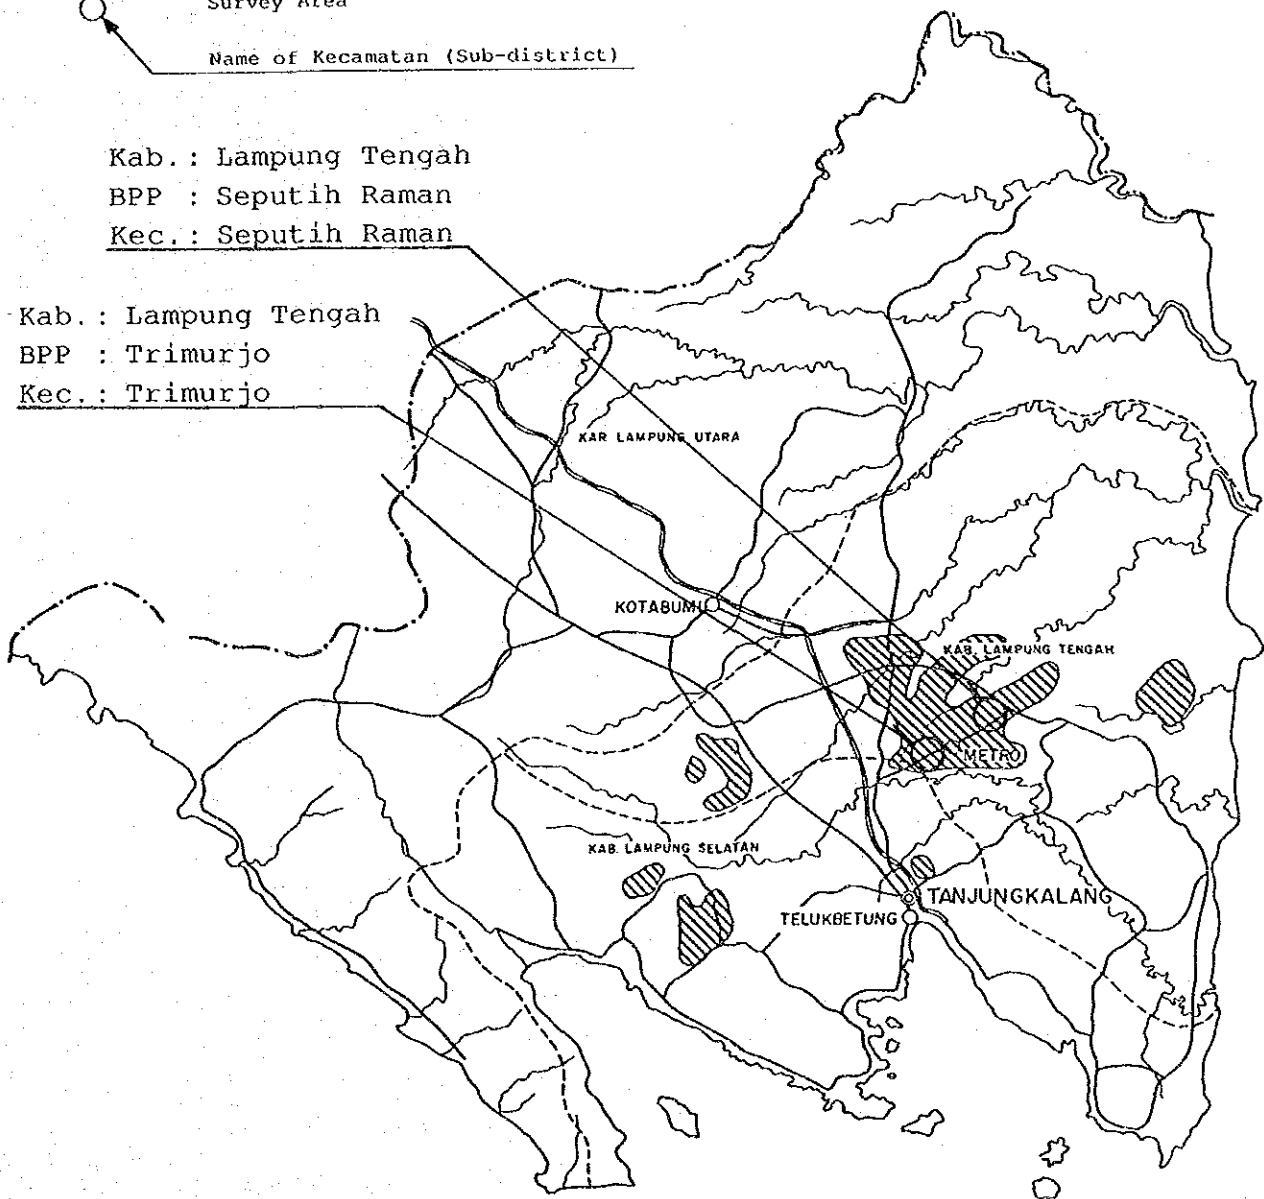 Survey Area
Name of Kecamatan (Sub-district)
Kab.: Lampung Tengah
BPP : Seputih Raman
Kec.: Seputih Raman
Kab.: Lampung Tengah
BPP : Trimurjo
Kec.: Trimurjo
KAR LAMPUNG UTARA
KOTABUMI
KAB. LAMPUNG TENGAH
METRO
KAB. LAMPUNG SELATAN
TANJUNGKALANG
TELUKBETUNG